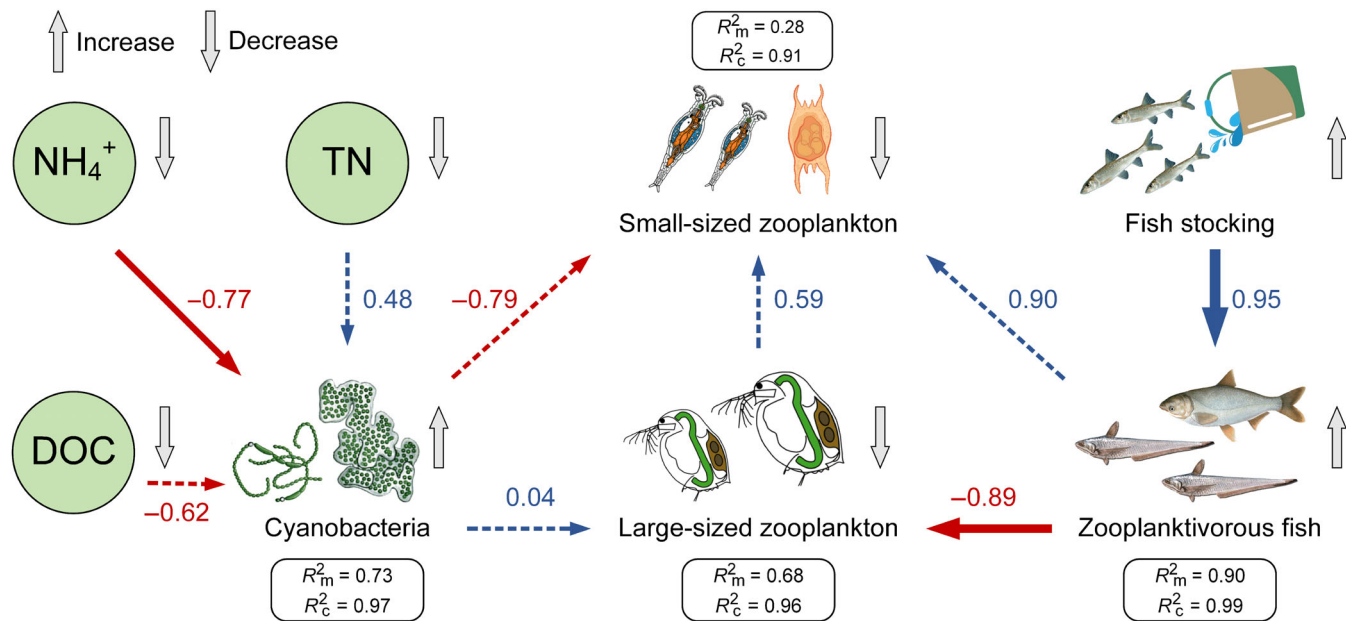 Increase
Decrease
R²m = 0.28
R²c = 0.91
NH₄⁺
TN
Small-sized zooplankton
Fish stocking
−0.77
0.48
−0.79
0.59
0.90
0.95
DOC
−0.62
Cyanobacteria
0.04
Large-sized zooplankton
−0.89
Zooplanktivorous fish
R²m = 0.73
R²c = 0.97
R²m = 0.68
R²c = 0.96
R²m = 0.90
R²c = 0.99